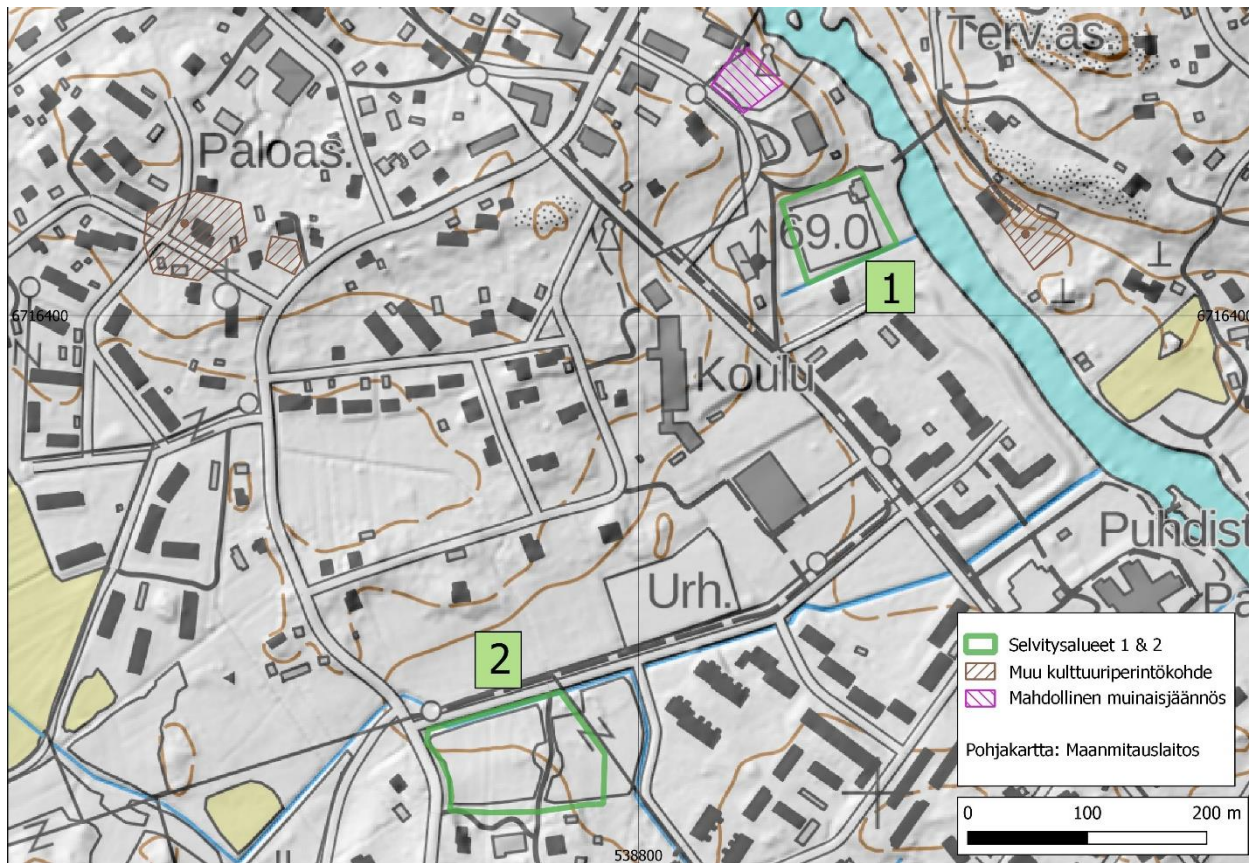 Terv.as.
Paloas.
69.0
1
6716400
6716400
Koulu
Puhdist
Urh.
Pa
2
Selvitysalueet 1 & 2
Muu kulttuuriperintökohde
Mahdollinen muinaisjäännös
Pohjakartta: Maanmittauslaitos
0 100 200 m
538800